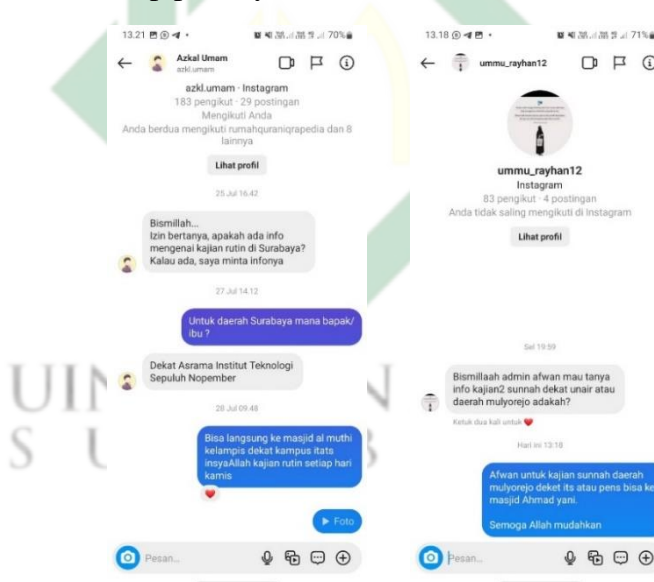 13.21
70%
Azkal Umam
azkl.umam
azkl.umam · Instagram
183 pengikut · 29 postingan
Mengikuti Anda
Anda berdua mengikuti rumahquraniqrapedia dan 8
lainnya
Lihat profil
25 Jul 16.42
Bismillah...
Izin bertanya, apakah ada info
mengenai kajian rutin di Surabaya?
Kalau ada, saya minta infonya
27 Jul 14.12
Untuk daerah Surabaya mana bapak/
ibu ?
Dekat Asrama Institut Teknologi
Sepuluh Nopember
28 Jul 09.48
Bisa langsung ke masjid al muthi
kelampis dekat kampus itats
insyaAllah kajian rutin setiap hari
kamis
Foto
Pesan...
13.18
71%
ummu_rayhan12
ummu_rayhan12
Instagram
83 pengikut · 4 postingan
Anda tidak saling mengikuti di Instagram
Lihat profil
Sel 19:59
Bismillaah admin afwan mau tanya
info kajian2 sunnah dekat unair atau
daerah mulyorejo adakah?
Ketuk dua kali untuk ❤️
Hari ini 13:18
Afwan untuk kajian sunnah daerah
mulyorejo deket its atau pens bisa ke
masjid Ahmad yani.
Semoga Allah mudahkan
Pesan...